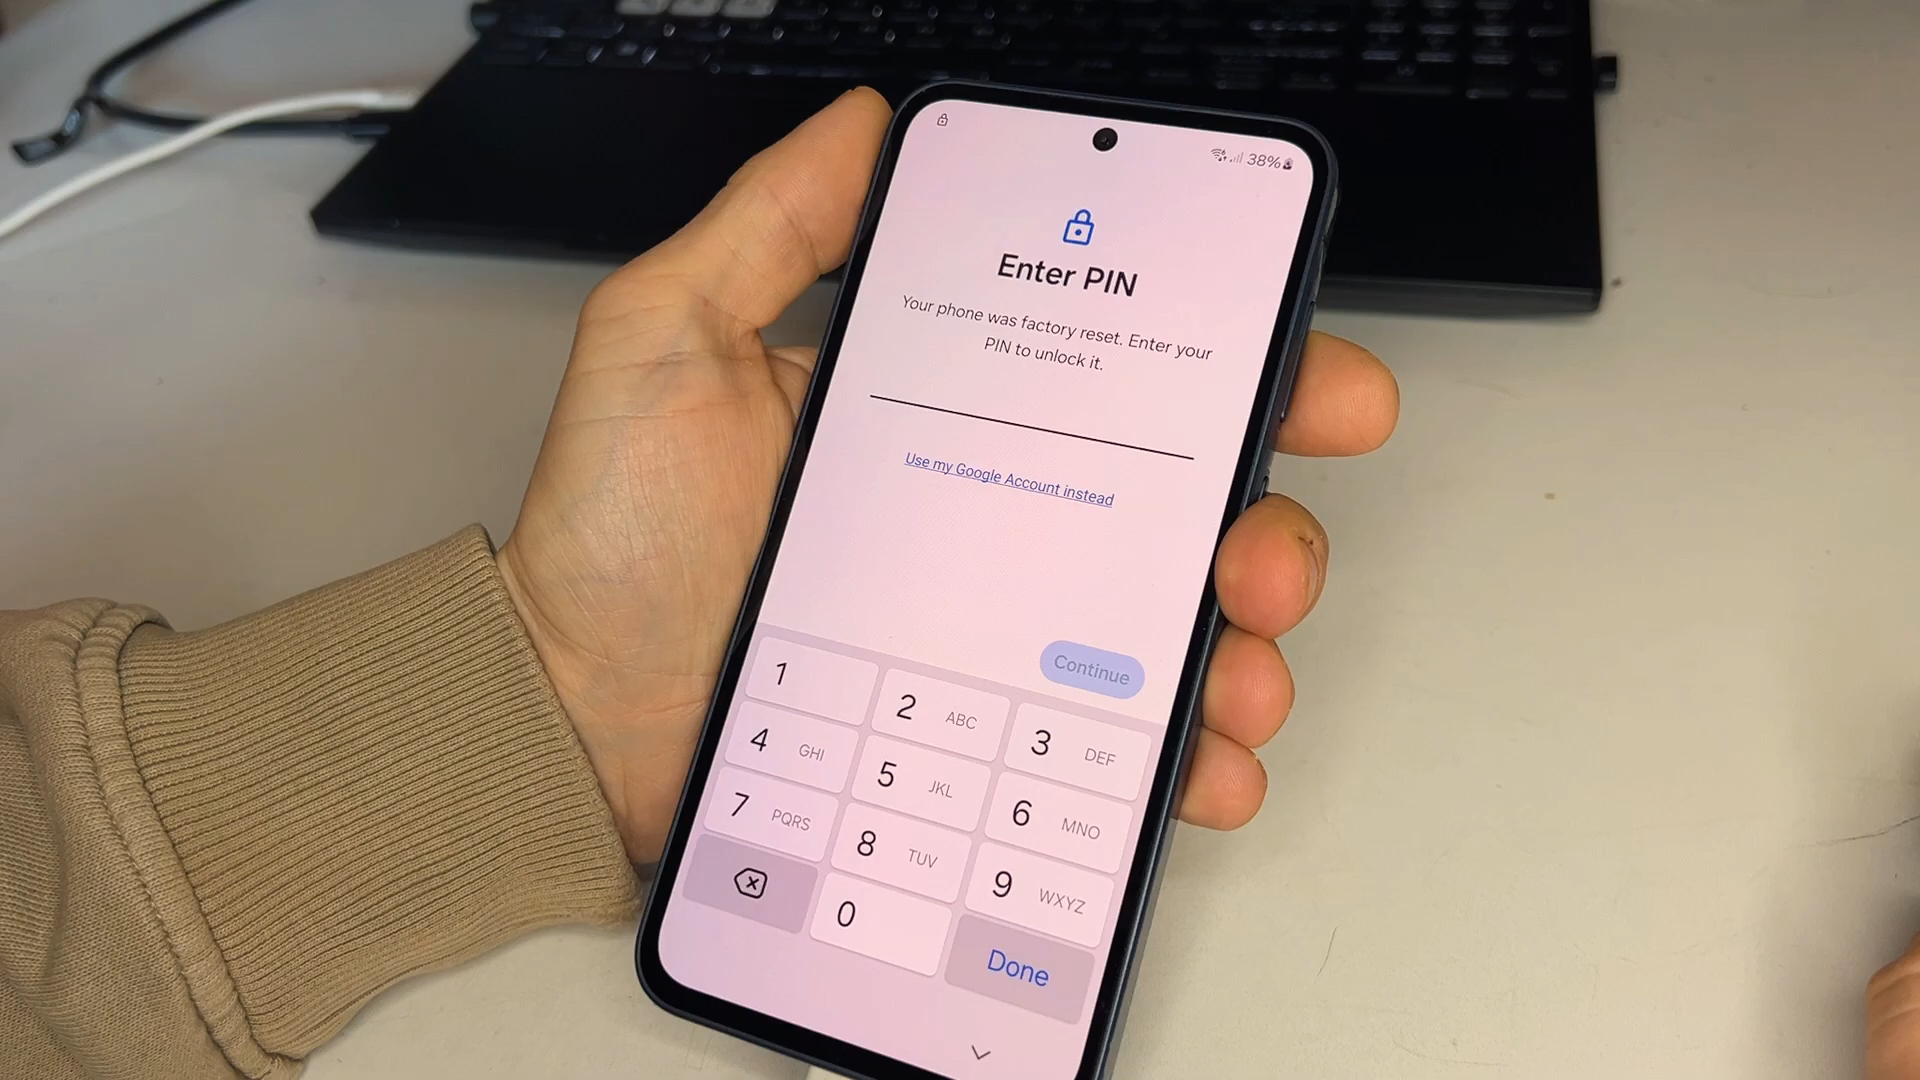 38%
Enter PIN
Your phone was factory reset. Enter your
PIN to unlock it.
Use my Google Account instead
Continue
1
2 ABC
3 DEF
4 GHI
5 JKL
6 MNO
7 PQRS
8 TUV
9 WXYZ
0
Done